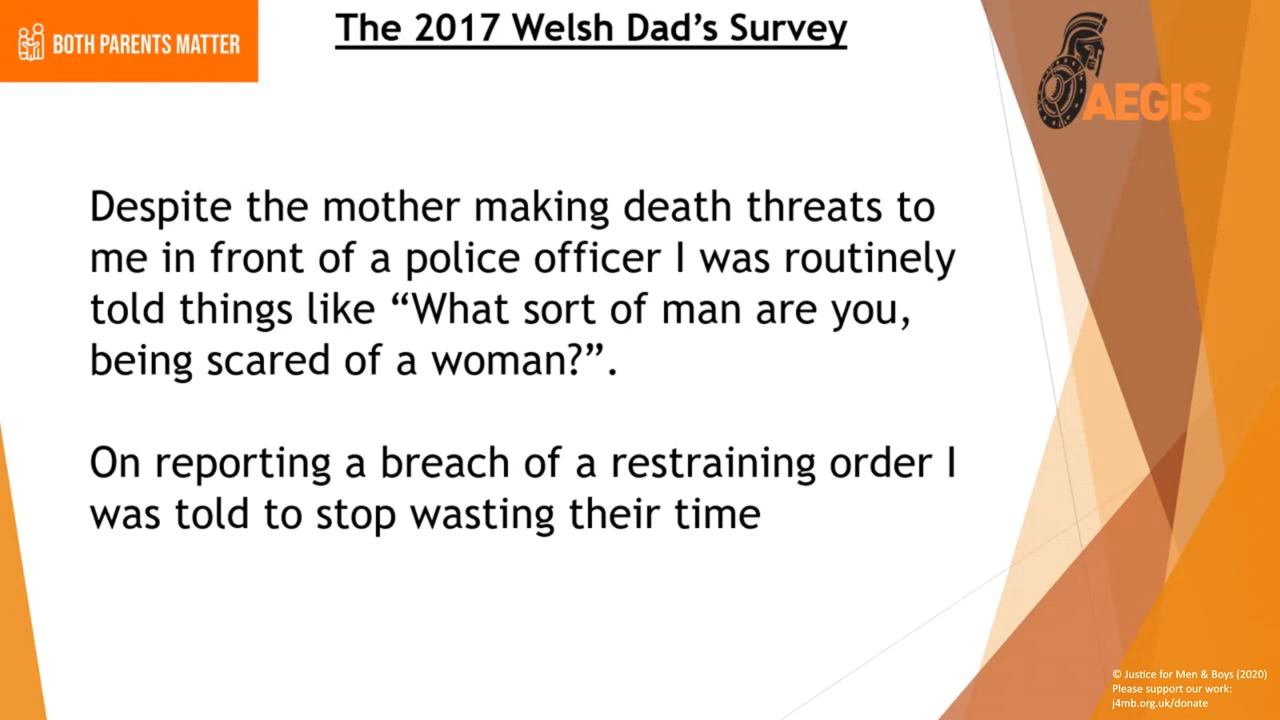 BOTH PARENTS MATTER
The 2017 Welsh Dad's Survey
AEGIS
Despite the mother making death threats to
me in front of a police officer I was routinely
told things like “What sort of man are you,
being scared of a woman?”.
On reporting a breach of a restraining order I
was told to stop wasting their time
© Justice for Men & Boys (2020)
Please support our work:
j4mb.org.uk/donate